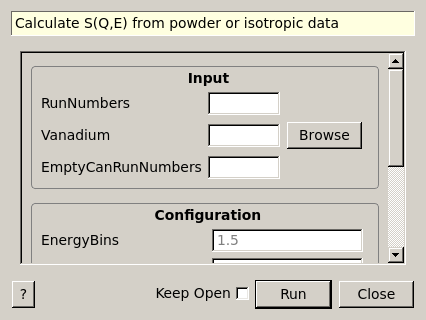 Calculate S(Q,E) from powder or isotropic data
Input
RunNumbers
Vanadium
Browse
EmptyCanRunNumbers
Configuration
EnergyBins
1.5
?
Keep Open
Run
Close